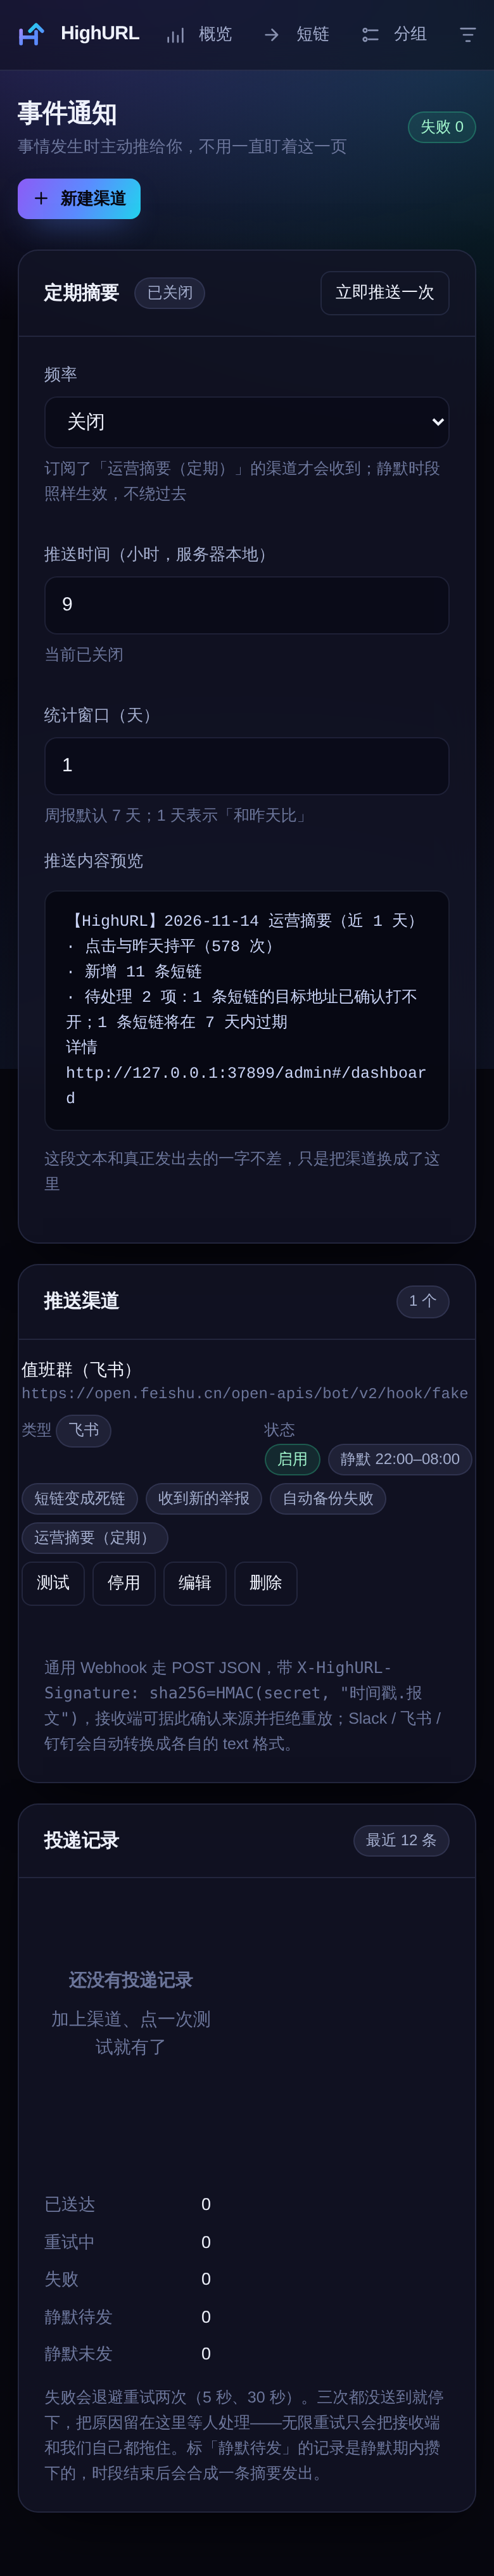 HighURL 概览 短链 分组
事件通知
失败 0
事情发生时主动推给你，不用一直盯着这一页
新建渠道
定期摘要 已关闭 立即推送一次
频率
关闭
订阅了「运营摘要（定期）」的渠道才会收到；静默时段
照样生效，不绕过去
推送时间（小时，服务器本地）
9
当前已关闭
统计窗口（天）
1
周报默认 7 天；1 天表示「和昨天比」
推送内容预览
【HighURL】2026-11-14 运营摘要（近 1 天）
· 点击与昨天持平（578 次）
· 新增 11 条短链
· 待处理 2 项：1 条短链的目标地址已确认打不
开；1 条短链将在 7 天内过期
详情
http://127.0.0.1:37899/admin#/dashboar
d
这段文本和真正发出去的一字不差，只是把渠道换成了这
里
推送渠道 1 个
值班群（飞书）
https://open.feishu.cn/open-apis/bot/v2/hook/fake
类型 飞书 状态
启用 静默 22:00–08:00
短链变成死链 收到新的举报 自动备份失败
运营摘要（定期）
测试 停用 编辑 删除
通用 Webhook 走 POST JSON，带 X-HighURL-
Signature: sha256=HMAC(secret, "时间戳.报
文")，接收端可据此确认来源并拒绝重放；Slack / 飞书 /
钉钉会自动转换成各自的 text 格式。
投递记录 最近 12 条
还没有投递记录
加上渠道、点一次测
试就有了
已送达 0
重试中 0
失败 0
静默待发 0
静默未发 0
失败会退避重试两次（5 秒、30 秒）。三次都没送到就停
下，把原因留在这里等人处理——无限重试只会把接收端
和我们自己都拖住。标「静默待发」的记录是静默期内攒
下的，时段结束后会合成一条摘要发出。